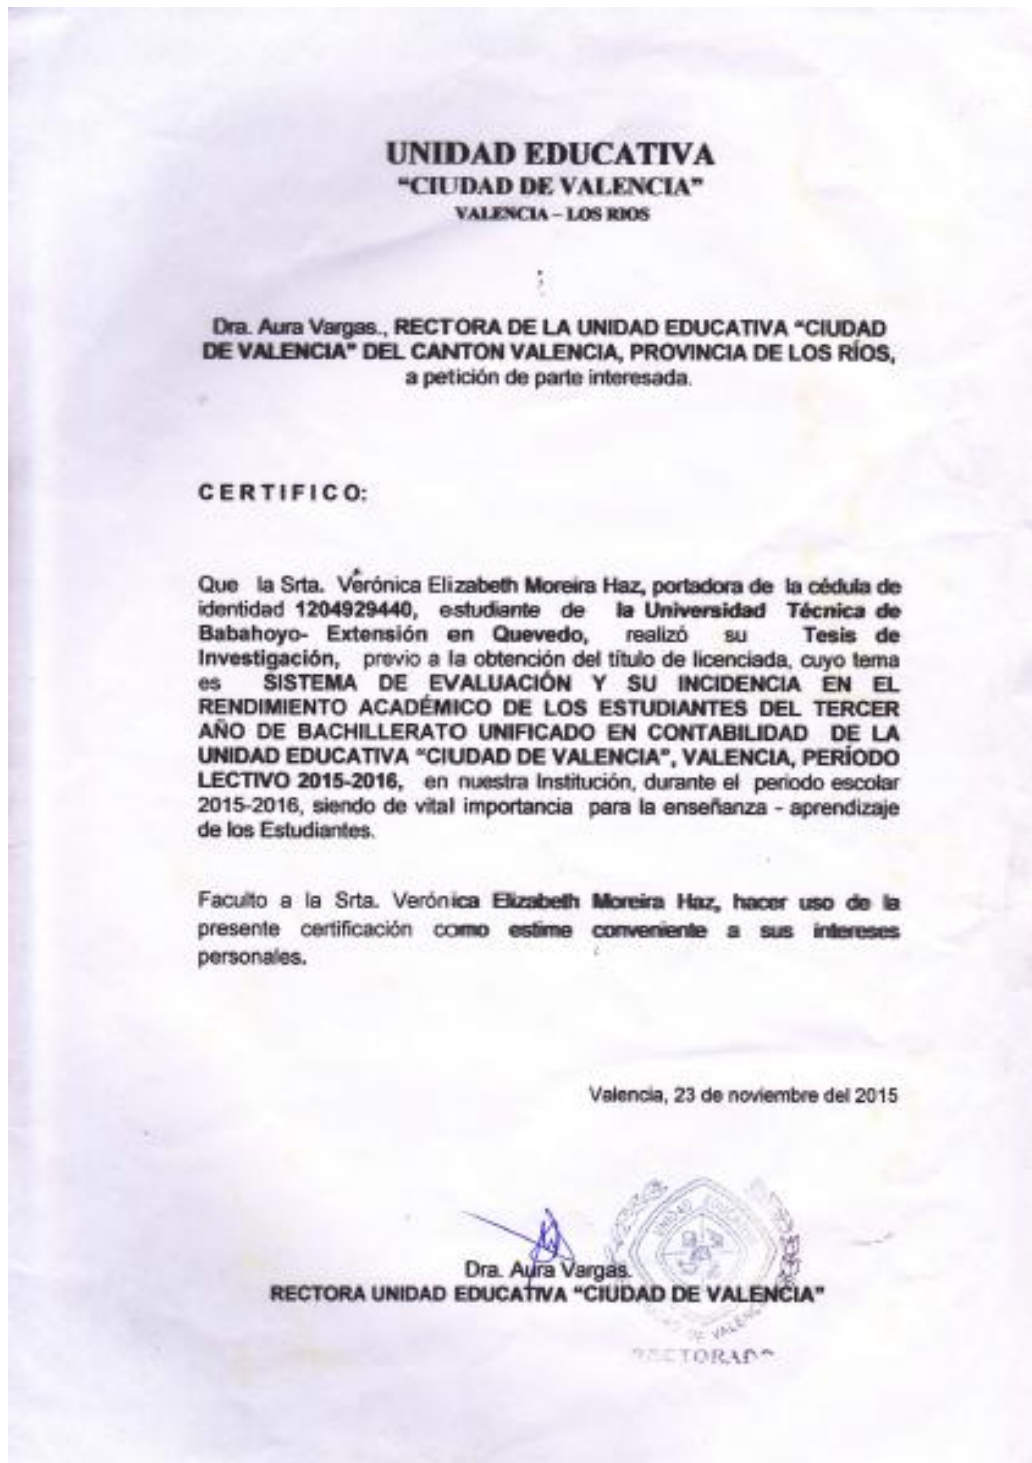 UNIDAD EDUCATIVA
“CIUDAD DE VALENCIA”
VALENCIA – LOS RIOS
Dra. Aura Vargas., RECTORA DE LA UNIDAD EDUCATIVA “CIUDAD
DE VALENCIA” DEL CANTON VALENCIA, PROVINCIA DE LOS RÍOS,
a petición de parte interesada.
CERTIFICO:
Que la Srta. Verónica Elizabeth Moreira Haz, portadora de la cédula de
identidad 1204929440, estudiante de la Universidad Técnica de
Babahoyo- Extensión en Quevedo, realizó su Tesis de
Investigación, previo a la obtención del título de licenciada, cuyo tema
es SISTEMA DE EVALUACIÓN Y SU INCIDENCIA EN EL
RENDIMIENTO ACADÉMICO DE LOS ESTUDIANTES DEL TERCER
AÑO DE BACHILLERATO UNIFICADO EN CONTABILIDAD DE LA
UNIDAD EDUCATIVA “CIUDAD DE VALENCIA”, VALENCIA, PERÍODO
LECTIVO 2015-2016, en nuestra Institución, durante el periodo escolar
2015-2016, siendo de vital importancia para la enseñanza - aprendizaje
de los Estudiantes.
Faculto a la Srta. Verónica Elizabeth Moreira Haz, hacer uso de la
presente certificación como estime conveniente a sus intereses
personales.
Valencia, 23 de noviembre del 2015
UNIDAD EDUCATIVA
Dra. Aura Vargas.
RECTORA UNIDAD EDUCATIVA “CIUDAD DE VALENCIA”
DE VALENCIA
RECTORADO